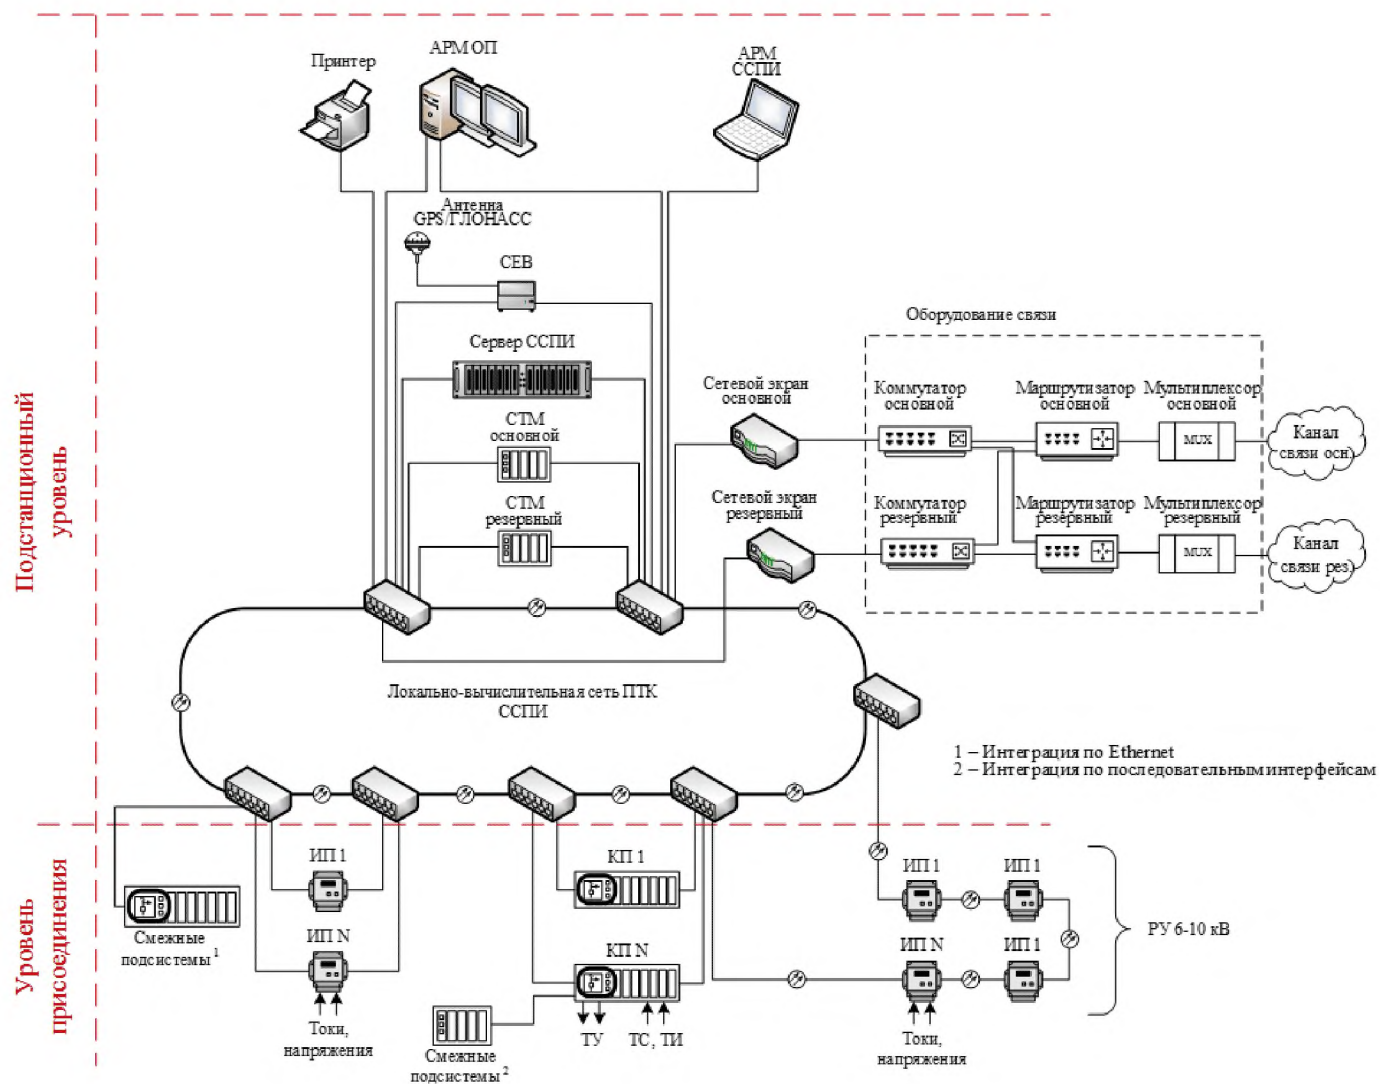 Принтер
АРМ ОП
АРМ
ССПИ
Антенна
GPS/ГЛОНАСС
СЕВ
Сервер ССПИ
СТМ
основной
СТМ
резервный
Сетевой экран
основной
Сетевой экран
резервный
Оборудование связи
Коммутатор
основной
Маршрутизатор
основной
Мультиплексор
основной
MUX
Канал
связи осн.
Коммутатор
резервный
Маршрутизатор
резервный
Мультиплексор
резервный
MUX
Канал
связи рез.
Подстанционный
уровень
Локально-вычислительная сеть ПТК
ССПИ
1 – Интеграция по Ethernet
2 – Интеграция по последовательным интерфейсам
Уровень
присоединения
Смежные
подсистемы 1
ИП 1
ИП N
Токи,
напряжения
КП 1
КП N
ТУ
ТС, ТИ
Смежные
подсистемы 2
ИП 1
ИП 1
ИП N
ИП 1
Токи,
напряжения
РУ 6-10 кВ